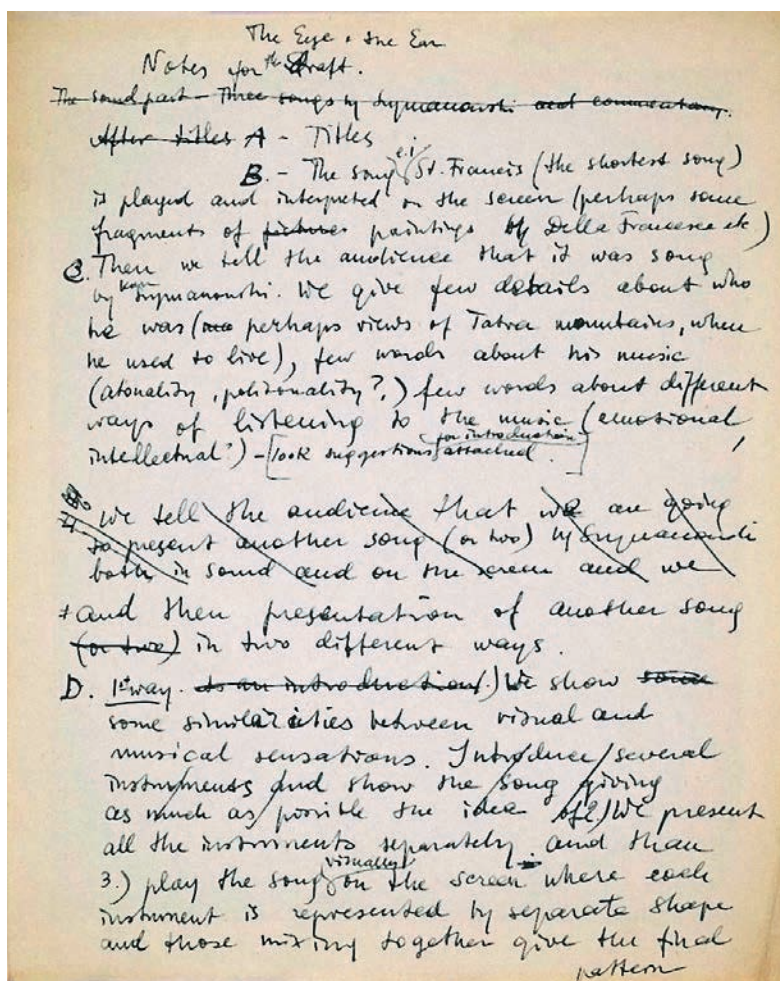 The Eye & the Ear
Notes for the Draft.
The sound part – Three songs by Szymanowski and commentary.
After titles A – Titles
B. – The song e.i St. Francis (the shortest song)
is played and interpreted on the screen (perhaps some
fragments of pictures paintings by Della Francesca etc)
C. Then we tell the audience that it was song
by Szymanowski. We give few details about who
he was (perhaps views of Tatra mountains, when
he used to live), few words about his music
(atonality, politonality?,) few words about different
ways of listening to the music (emotional,
intellectual?) – [look suggestions for introduction attached.]
We tell the audience that we are going
to present another song (or two) by Szymanowski
both in sound and on the screen and we
+ and then presentation of another song
(or two) in two different ways.
D. 1st way. As an introduction 1.) We show some
some similarities between visual and
musical sensations. Introduce several
instruments and show the song giving
as much as possible the idea of 2.) We present
all the instruments separately and than
3.) play the song visually on the screen where each
instrument is represented by separate shape
and those mixing together give the final
pattern